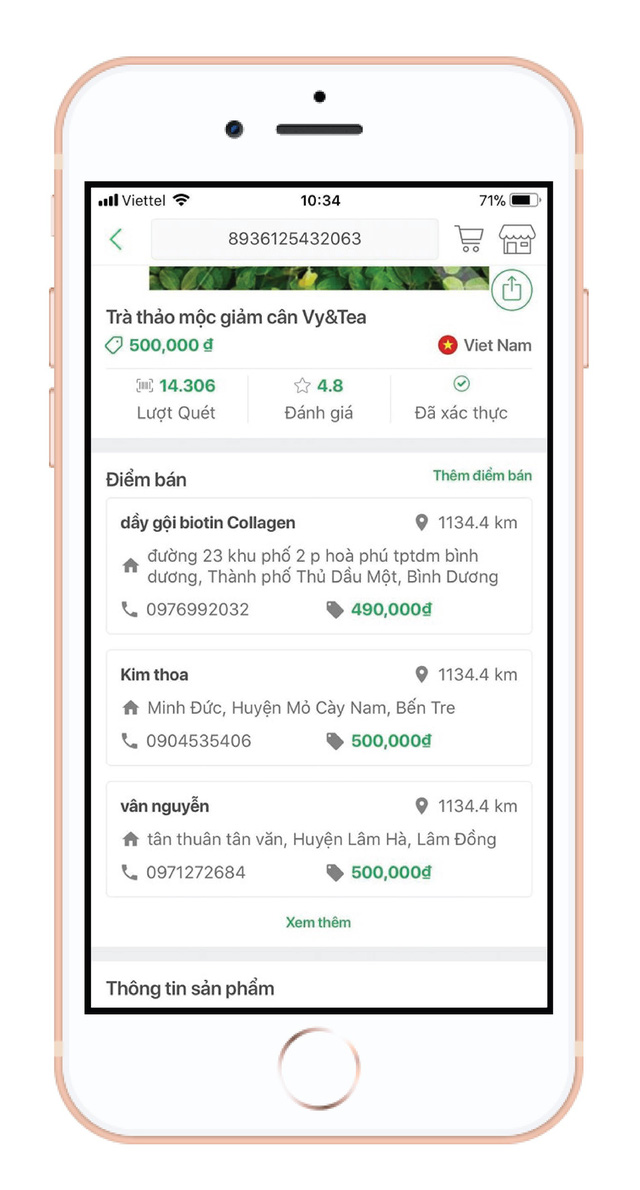 Viettel
10:34
71%
8936125432063
Trà thảo mộc giảm cân Vy&Tea
500,000 ₫
Viet Nam
14.306
4.8
Lượt Quét
Đánh giá
Đã xác thực
Điểm bán
Thêm điểm bán
dầy gội biotin Collagen
1134.4 km
đường 23 khu phố 2 p hoà phú tptdm bình
dương, Thành phố Thủ Dầu Một, Bình Dương
0976992032
490,000₫
Kim thoa
1134.4 km
Minh Đức, Huyện Mỏ Cày Nam, Bến Tre
0904535406
500,000₫
vân nguyễn
1134.4 km
tân thuân tân văn, Huyện Lâm Hà, Lâm Đồng
0971272684
500,000₫
Xem thêm
Thông tin sản phẩm